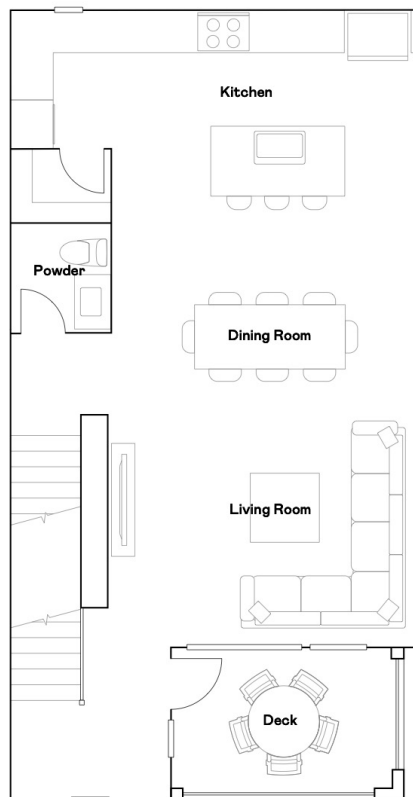 Kitchen
Powder
Dining Room
Living Room
Deck